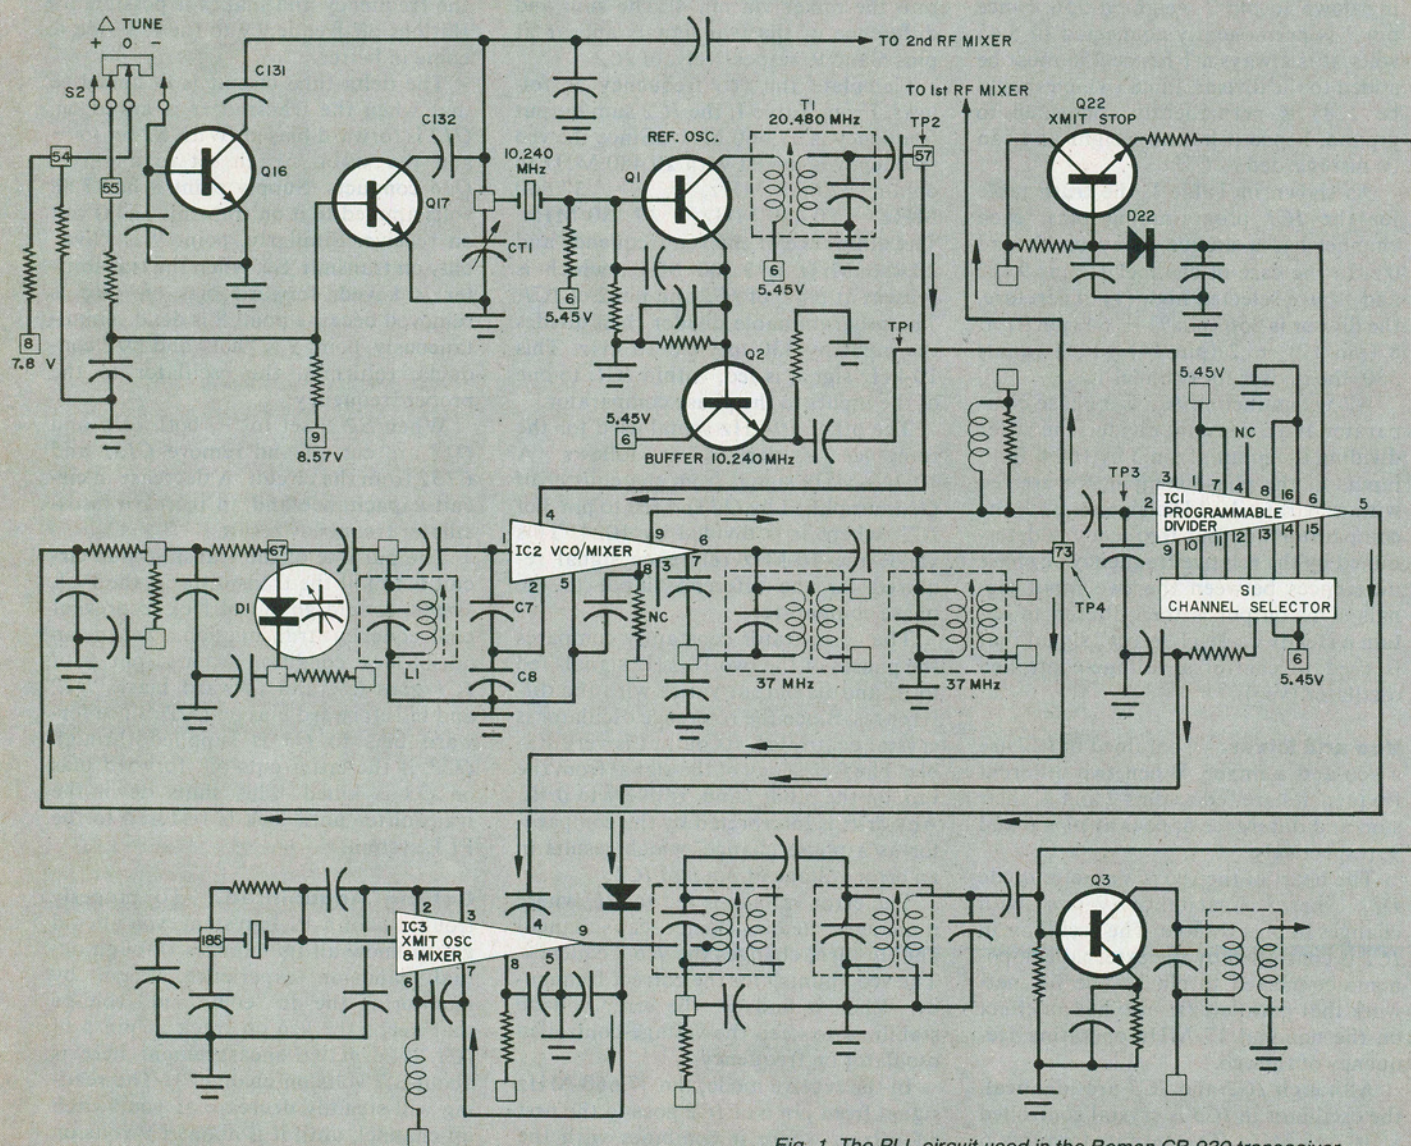 △ TUNE
+ O -
S2
C131
TO 2nd RF MIXER
TO 1st RF MIXER
Q22
XMIT STOP
T1
20.480 MHz
TP2
57
C132
REF. OSC.
10.240
MHz
Q1
54
Q16
55
Q17
D22
CT1
6
5.45V
6
5.45V
TP1
8
7.8 V
Q2
9
8.57V
5.45V
6
BUFFER 10.240MHz
5.45V
NC
TP3
3 1 7 4 8 16 6
2
IC1
PROGRAMMABLE
DIVIDER
5
9 10 11 12 13 14 15
4
9
1
IC2 VCO/MIXER
6
7
2 5 8 3
67
73
TP4
S1
CHANNEL SELECTOR
D1
C7
NC
L1
C8
6
5.45V
37 MHz
37 MHz
2 3
1
IC3
XMIT OSC
& MIXER
4
9
6 7 8 5
185
Q3
Fig. 1. The PLL circuit used in the Roman CP-920 transceiver